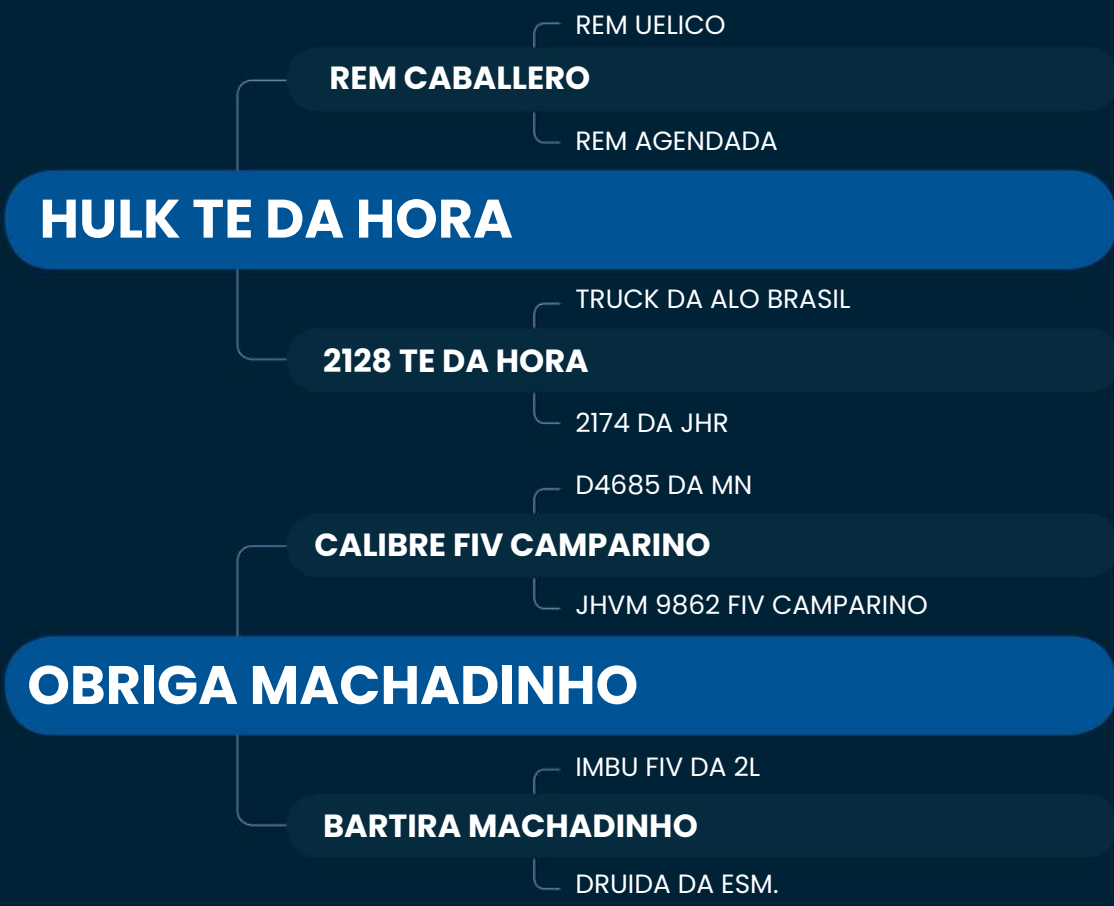 REM UELICO
REM CABALLERO
REM AGENDADA
HULK TE DA HORA
TRUCK DA ALO BRASIL
2128 TE DA HORA
2174 DA JHR
D4685 DA MN
CALIBRE FIV CAMPARINO
JHVM 9862 FIV CAMPARINO
OBRIGA MACHADINHO
IMBU FIV DA 2L
BARTIRA MACHADINHO
DRUIDA DA ESM.